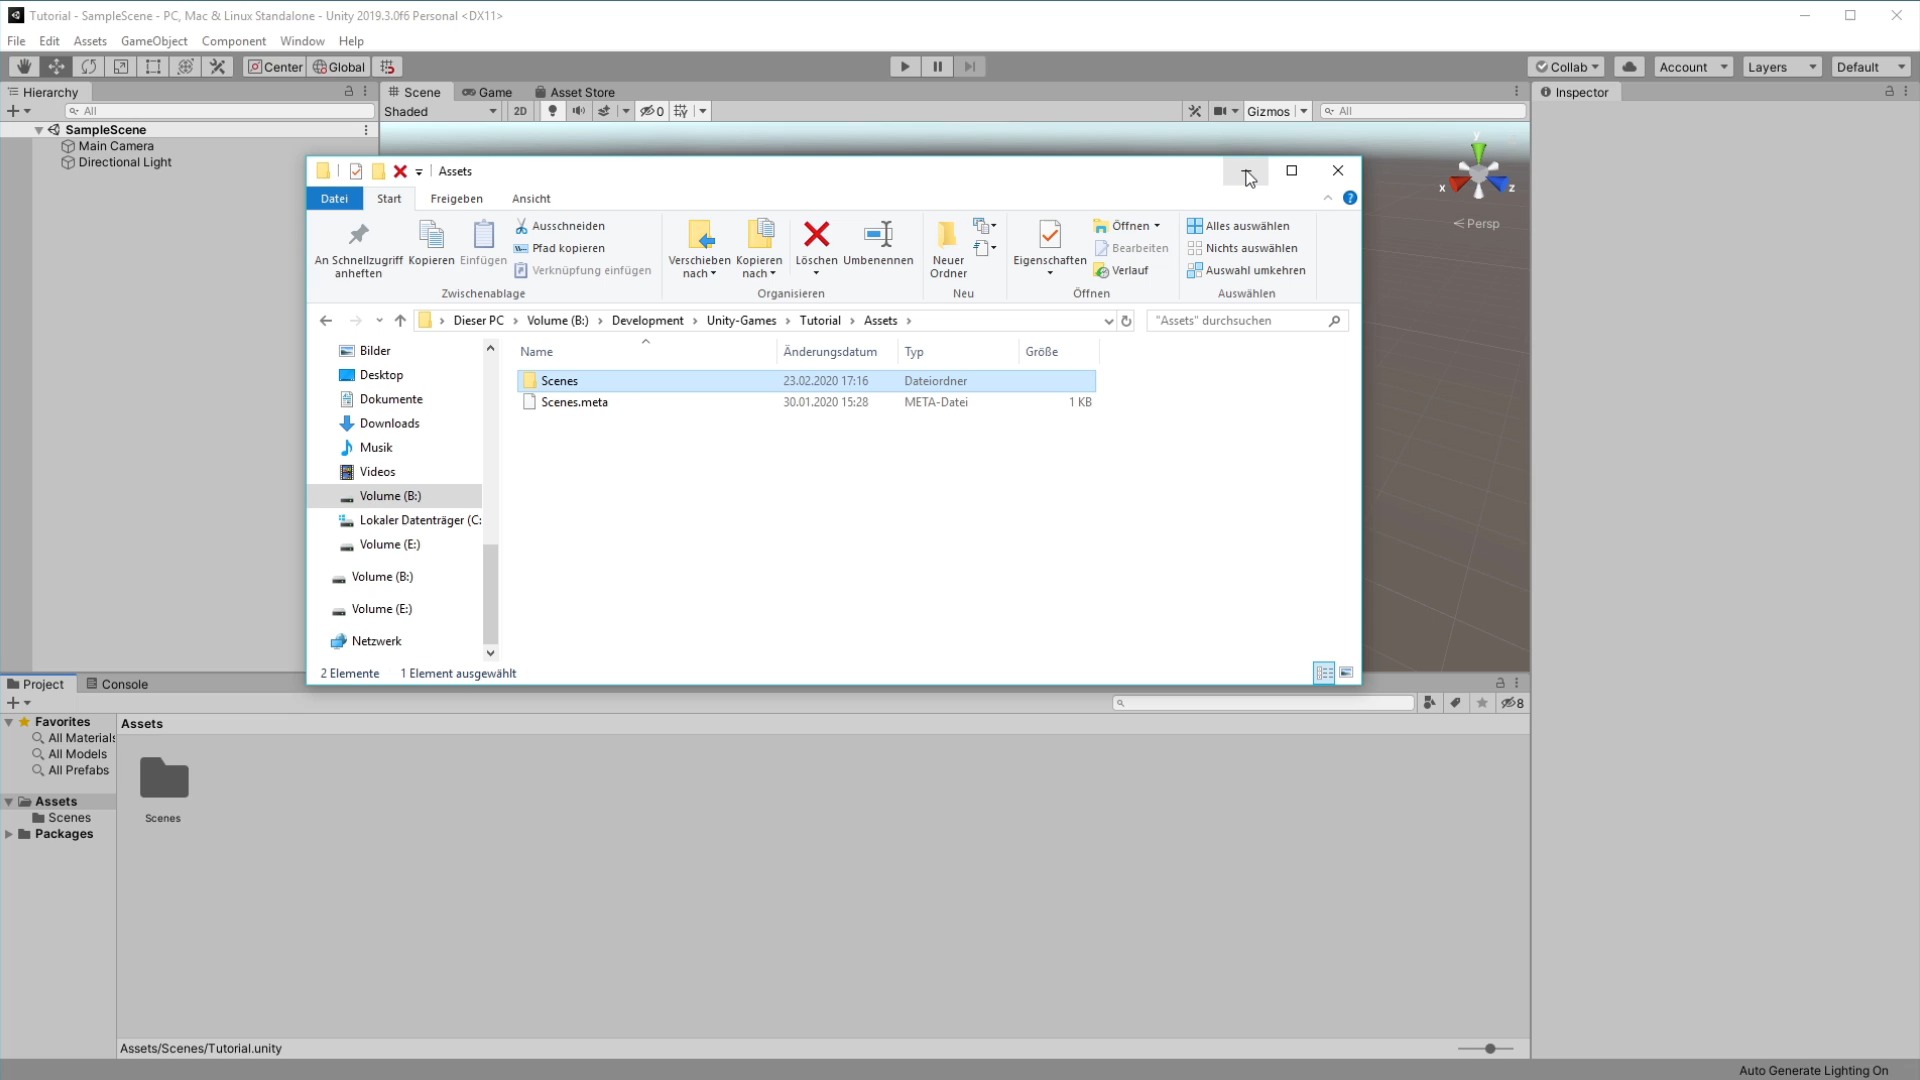 Tutorial - SampleScene - PC, Mac & Linux Standalone - Unity 2019.3.0f6 Personal <DX11>
File Edit Assets GameObject Component Window Help
Center Global Collab Account Layers Default
Hierarchy
Scene Game Asset Store
Inspector
All
Shaded 2D 0 Gizmos All
SampleScene
Main Camera
Directional Light
y
x z
Persp
Assets
Datei Start Freigeben Ansicht
An Schnellzugriff anheften
Kopieren
Einfügen
Ausschneiden
Pfad kopieren
Verknüpfung einfügen
Zwischenablage
Verschieben nach
Kopieren nach
Löschen
Umbenennen
Organisieren
Neuer Ordner
Neu
Eigenschaften
Öffnen
Bearbeiten
Verlauf
Öffnen
Alles auswählen
Nichts auswählen
Auswahl umkehren
Auswählen
Dieser PC › Volume (B:) › Development › Unity-Games › Tutorial › Assets ›
"Assets" durchsuchen
Bilder
Desktop
Dokumente
Downloads
Musik
Videos
Volume (B:)
Lokaler Datenträger (C:
Volume (E:)
Volume (B:)
Volume (E:)
Netzwerk
Name Änderungsdatum Typ Größe
Scenes 23.02.2020 17:16 Dateiordner
Scenes.meta 30.01.2020 15:28 META-Datei 1 KB
2 Elemente 1 Element ausgewählt
Project Console
8
Favorites
All Materials
All Models
All Prefabs
Assets
Scenes
Packages
Assets
Scenes
Assets/Scenes/Tutorial.unity
Auto Generate Lighting On